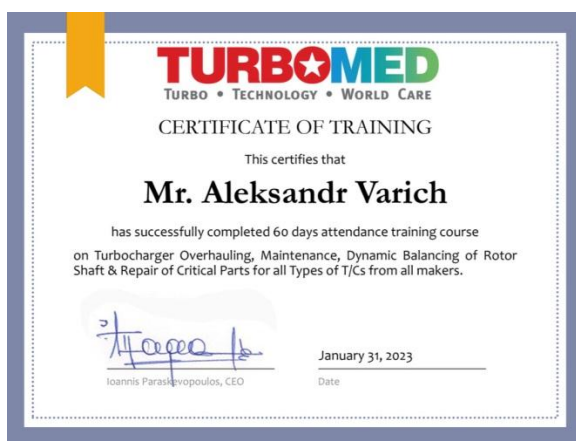 TURBOMED
TURBO • TECHNOLOGY • WORLD CARE
CERTIFICATE OF TRAINING
This certifies that
Mr. Aleksandr Varich
has successfully completed 60 days attendance training course
on Turbocharger Overhauling, Maintenance, Dynamic Balancing of Rotor
Shaft & Repair of Critical Parts for all Types of T/Cs from all makers.
January 31, 2023
Ioannis Paraskevopoulos, CEO
Date